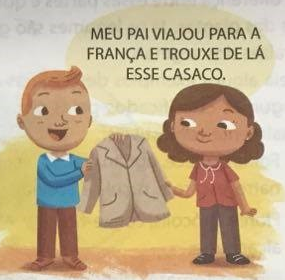 MEU PAI VIAJOU PARA A
FRANÇA E TROUXE DE LÁ
ESSE CASACO.